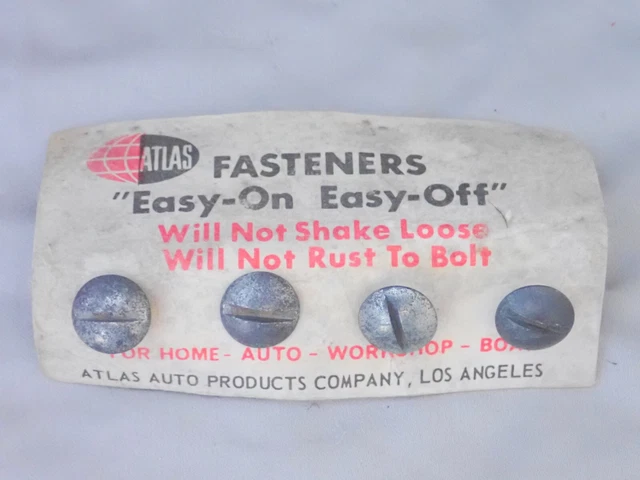 ATLAS FASTENERS
"Easy-On Easy-Off"
Will Not Shake Loose
Will Not Rust To Bolt
FOR HOME - AUTO - WORKSHOP -
ATLAS AUTO PRODUCTS COMPANY, LOS ANGELES